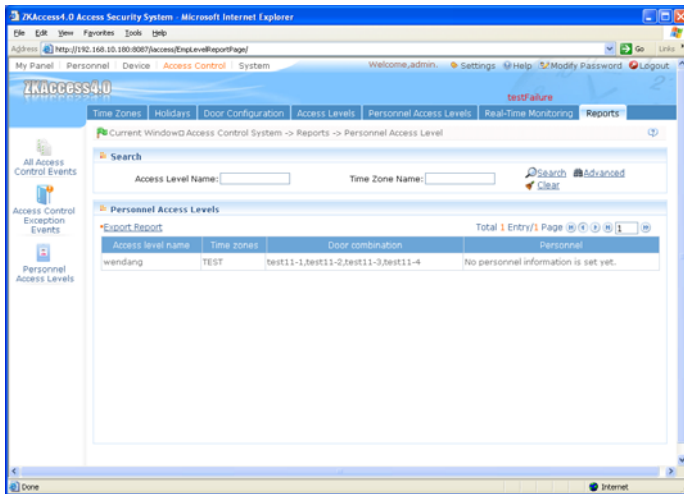 ZKAccess4.0 Access Security System - Microsoft Internet Explorer
File Edit View Favorites Tools Help
Address http://192.168.10.180:8087/iaccess/EmpLevelReportPage/ Go Links
My Panel Personnel Device Access Control System Welcome,admin. Settings Help Modify Password Logout
ZKAccess4.0
testFailure
Time Zones Holidays Door Configuration Access Levels Personnel Access Levels Real-Time Monitoring Reports
Current Window Access Control System -> Reports -> Personnel Access Level
All Access Control Events
Access Control Exception Events
Personnel Access Levels
Search
Access Level Name: Time Zone Name: Search Advanced
Clear
Personnel Access Levels
*Export Report Total 1 Entry/1 Page 1
Access level name Time zones Door combination Personnel
wendang TEST test11-1,test11-2,test11-3,test11-4 No personnel information is set yet.
Done Internet